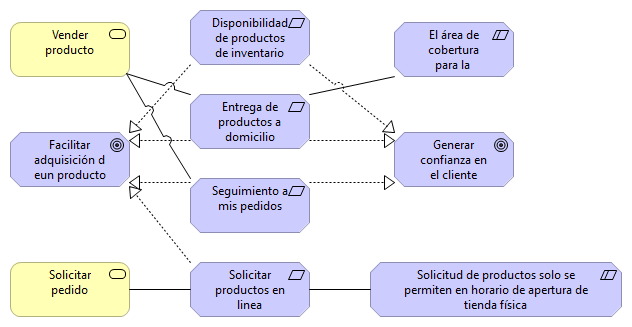 Vender
producto
Disponibilidad
de productos
de inventario
El área de
cobertura
para la
Entrega de
productos a
domicilio
Facilitar
adquisición d
eun producto
Generar
confianza en
el cliente
Seguimiento a
mis pedidos
Solicitar
pedido
Solicitar
productos en
linea
Solicitud de productos solo se
permiten en horario de apertura de
tienda física